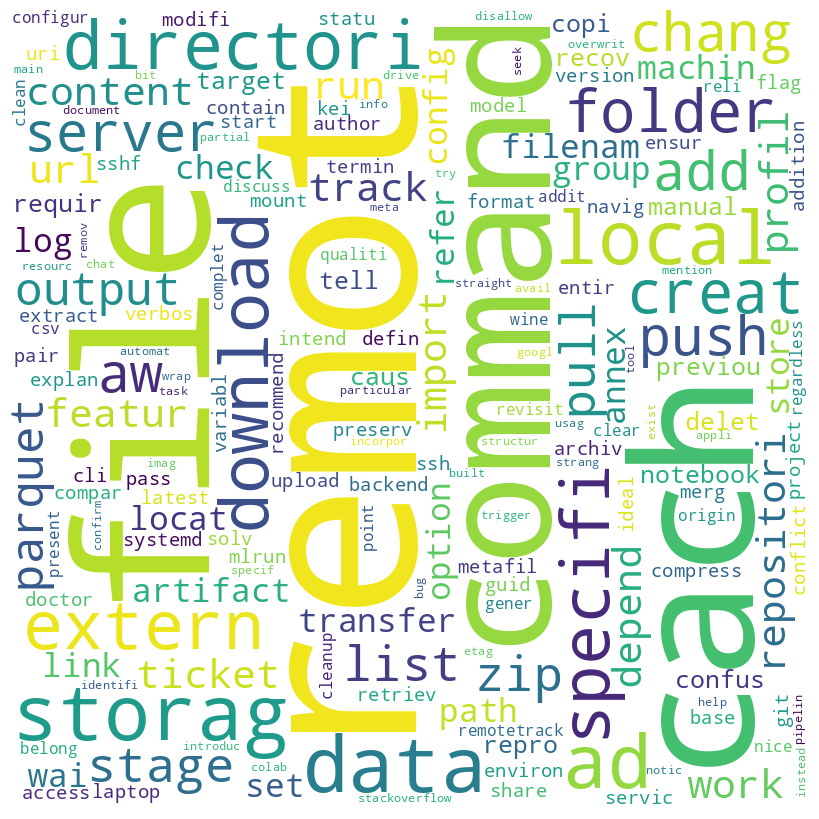 configur
modifi
statu
disallow
copi
chang
directori
overwrit
uri
recov
machin
main
bit
drive.
seek
version
reli
flag
content
target
run
config
model
folder
clean
document
contain
kei
info
server
start
author
filenam
ensur
partial
profil
addition
url
sshf
check
termin
try
group
add
discuss
mount
track
format
addit
navig
manual
requir
meta
refer
log
remov
complet
qualiti
local
resourc
chat
tell
straight
avail
entir
mention
output
download
file
remot
command
cach
creat
extract
verbos
import
wine
push
csv
intend
defin
pull
annex
store
pair
automat
aw
wrap
task
recommend
caus
googl
tool
previou
project
regardless
explan
variabl
particular
featur
preserv
revisit
usag
clear
exist
delet
appli
parquet
imag
incorpor
structur
strang
archiv
cli
pass
ssh
built
notebook
compar
latest
upload
backend
specifi
ideal
merg
repositori
conflict
locat
confirm
point
option
trigger
origin
present
systemd
solv
mlrun
specif
metafil
depend
compress
doctor
artifact
bug
guid
gener
extern
transfer
etag
confus
link
ticket
cleanup
list
zip
help
identifi
retriev
path
base
git
pipelin
storag
remotetrack
belong
introduc
repro
nice
instead
wai
stage
colab
set
data
environ
ad
notic
work
access
laptop
share
servic
stackoverflow